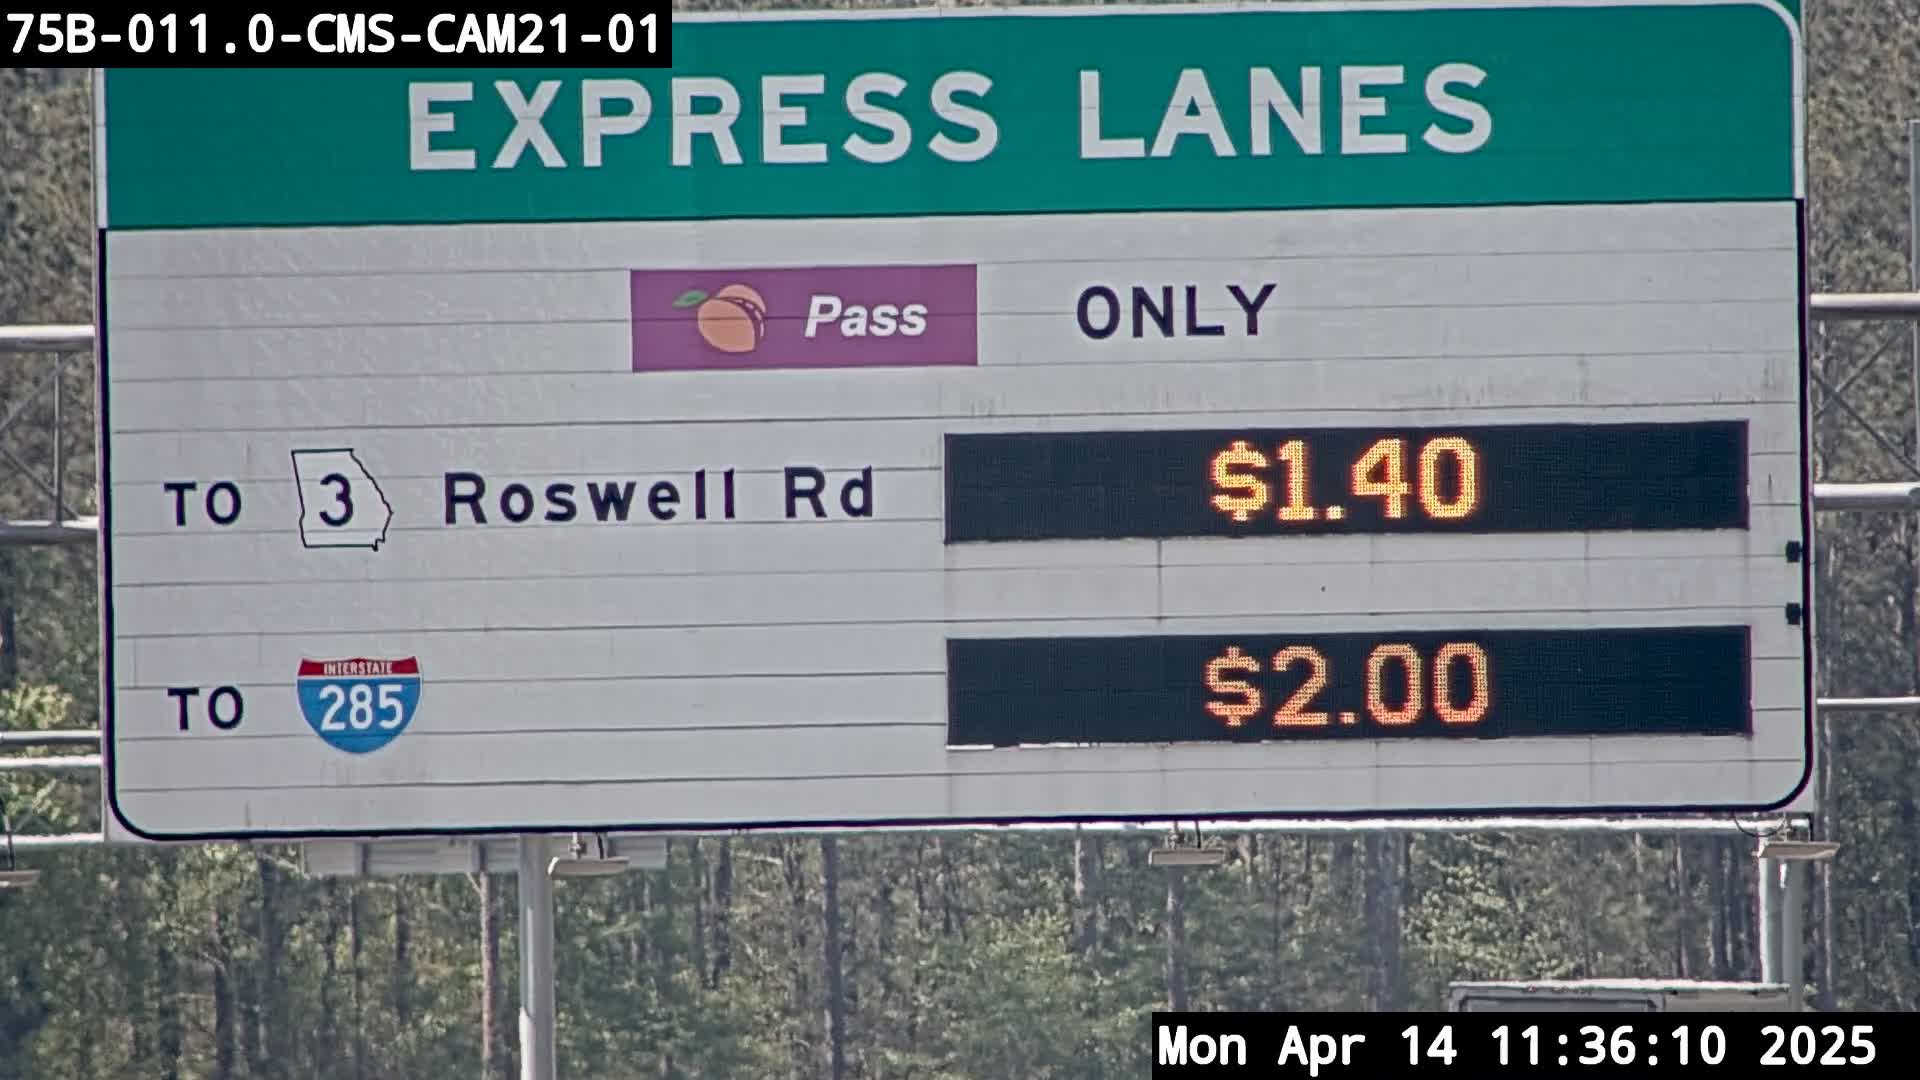 75B-011.0-CMS-CAM21-01
EXPRESS LANES
Pass ONLY
TO 3 Roswell Rd $1.40
INTERSTATE
TO 285 $2.00
Mon Apr 14 11:36:10 2025